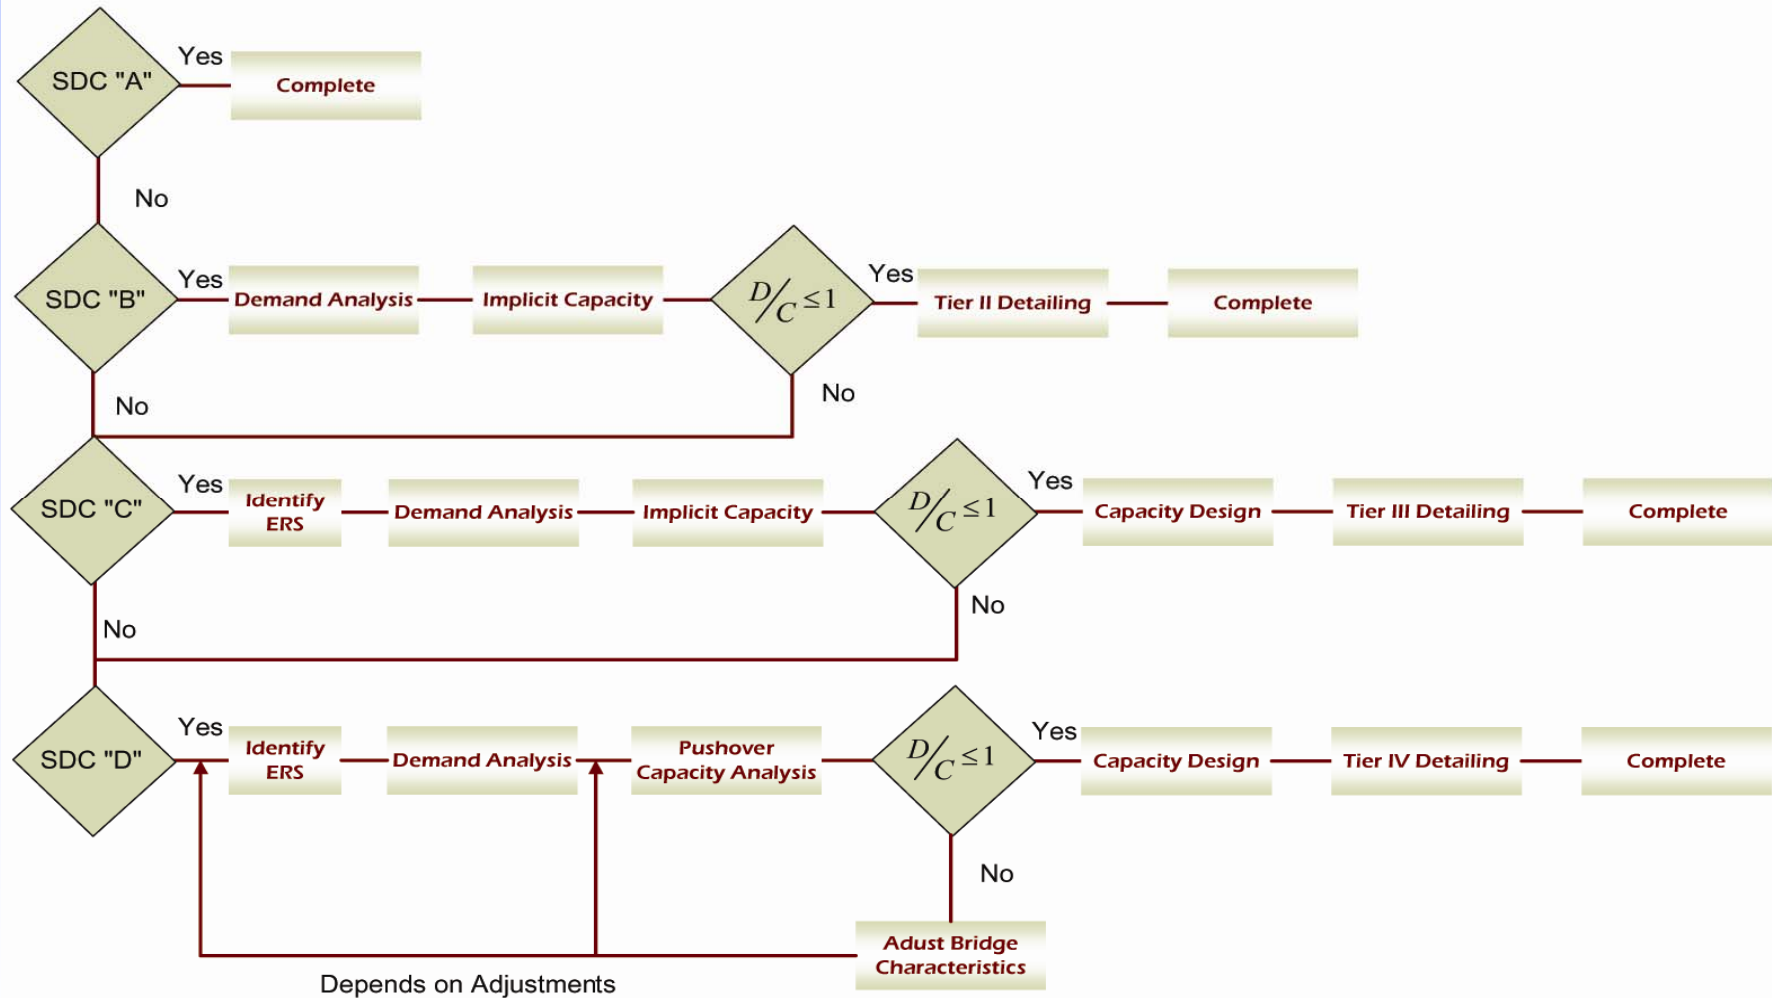 SDC "A"
Yes
Complete
No
SDC "B"
Yes
Demand Analysis
Implicit Capacity
D/C ≤ 1
Yes
Tier II Detailing
Complete
No
No
SDC "C"
Yes
Identify
ERS
Demand Analysis
Implicit Capacity
D/C ≤ 1
Yes
Capacity Design
Tier III Detailing
Complete
No
No
SDC "D"
Yes
Identify
ERS
Demand Analysis
Pushover
Capacity Analysis
D/C ≤ 1
Yes
Capacity Design
Tier IV Detailing
Complete
No
Adust Bridge
Characteristics
Depends on Adjustments